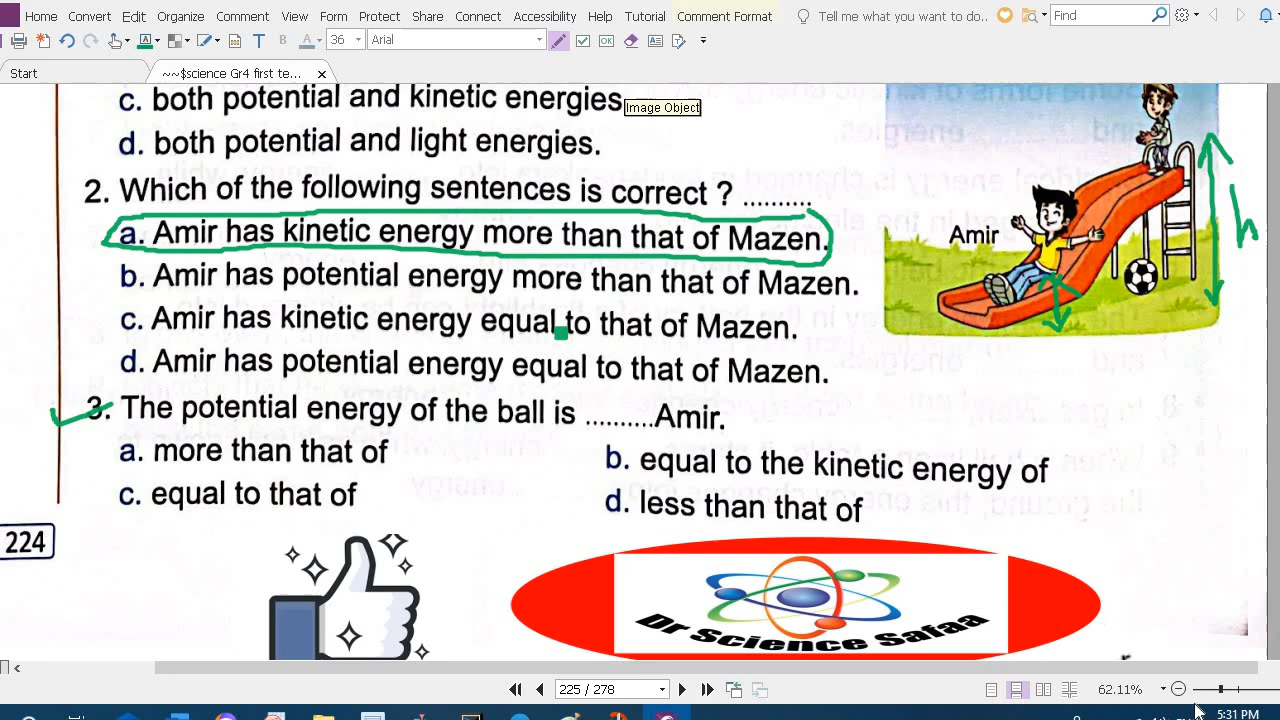 Home Convert Edit Organize Comment View Form Protect Share Connect Accessibility Help Tutorial Comment Format Tell me what you want to do.. Find
36 Arial
Start ~~$science Gr4 first te...
c. both potential and kinetic energies
Image Object
d. both potential and light energies.
2. Which of the following sentences is correct ? ..........
a. Amir has kinetic energy more than that of Mazen.
b. Amir has potential energy more than that of Mazen.
c. Amir has kinetic energy equal to that of Mazen.
d. Amir has potential energy equal to that of Mazen.
Amir
h
3. The potential energy of the ball is ..........Amir.
a. more than that of
b. equal to the kinetic energy of
c. equal to that of
d. less than that of
224
Dr Science Safaa
225 / 278
62.11%
5:31 PM